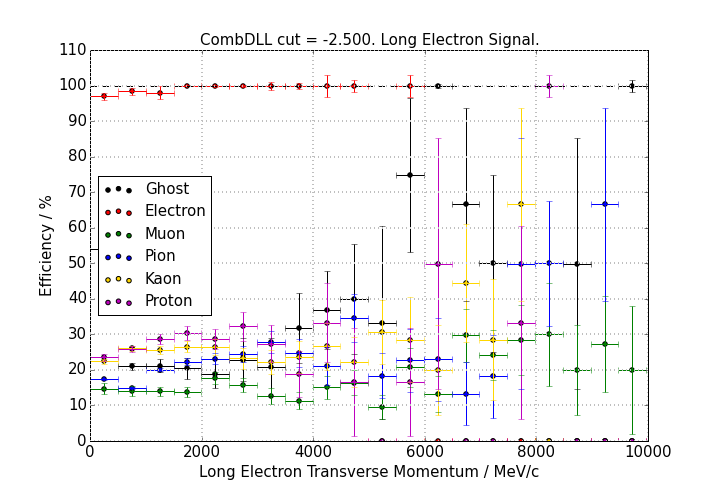 CombDLL cut = -2.500. Long Electron Signal.
110
100
90
80
70
60
50
40
30
20
10
0
Efficiency / %
Ghost
Electron
Muon
Pion
Kaon
Proton
0 2000 4000 6000 8000 10000
Long Electron Transverse Momentum / MeV/c